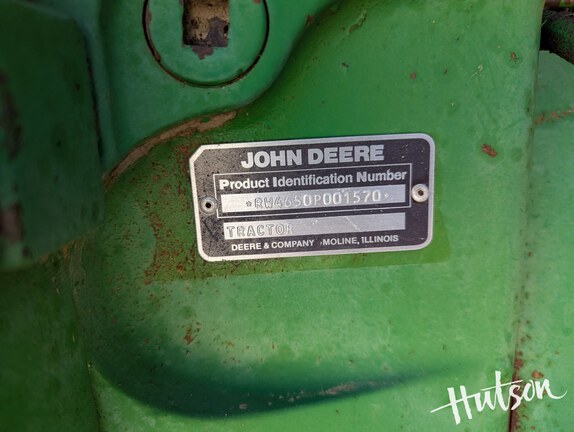 JOHN DEERE
Product Identification Number
*RW4650P001570*
TRACTOR
DEERE & COMPANY MOLINE, ILLINOIS
Hutson